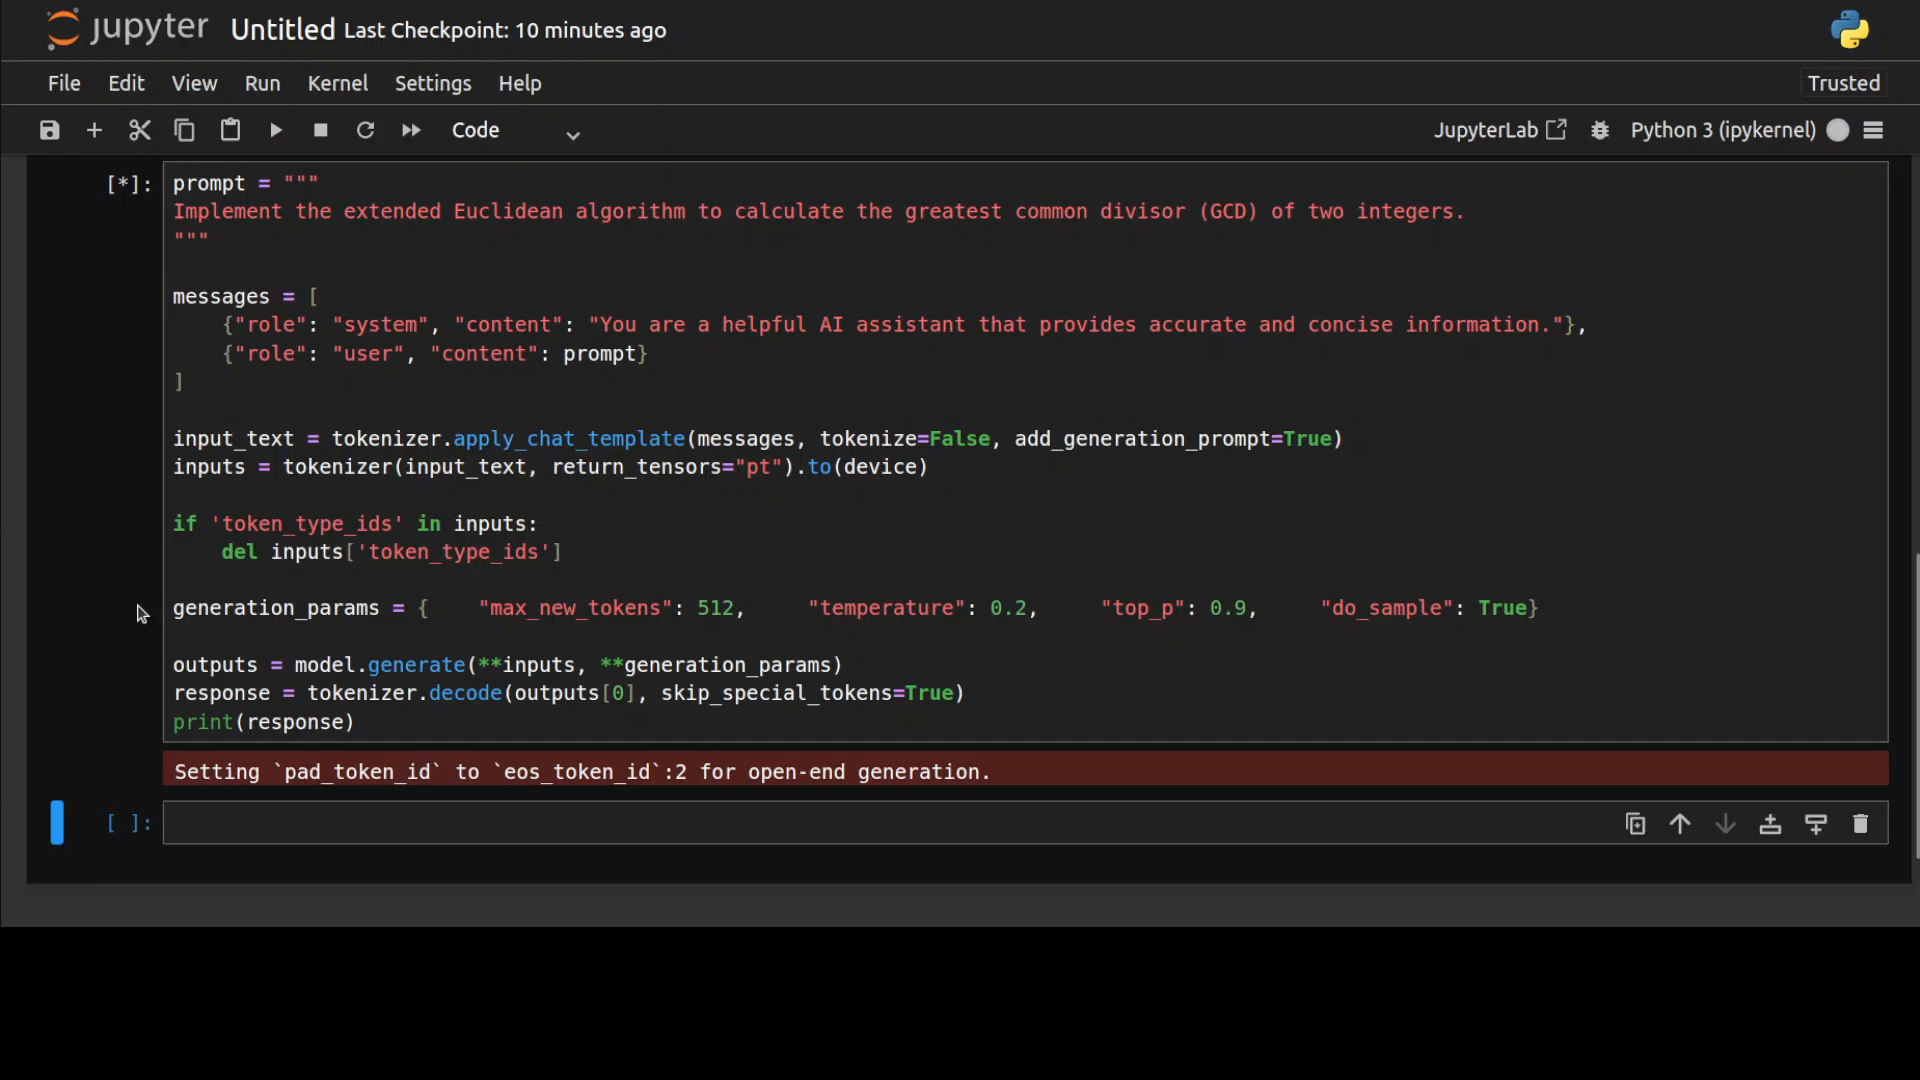 jupyter Untitled Last Checkpoint: 10 minutes ago
File Edit View Run Kernel Settings Help Trusted
Code JupyterLab Python 3 (ipykernel)
[*]: prompt = """
Implement the extended Euclidean algorithm to calculate the greatest common divisor (GCD) of two integers.
"""
messages = [
    {"role": "system", "content": "You are a helpful AI assistant that provides accurate and concise information."},
    {"role": "user", "content": prompt}
]
input_text = tokenizer.apply_chat_template(messages, tokenize=False, add_generation_prompt=True)
inputs = tokenizer(input_text, return_tensors="pt").to(device)
if 'token_type_ids' in inputs:
    del inputs['token_type_ids']
generation_params = {    "max_new_tokens": 512,     "temperature": 0.2,     "top_p": 0.9,     "do_sample": True}
outputs = model.generate(**inputs, **generation_params)
response = tokenizer.decode(outputs[0], skip_special_tokens=True)
print(response)
Setting `pad_token_id` to `eos_token_id`:2 for open-end generation.
[ ]: